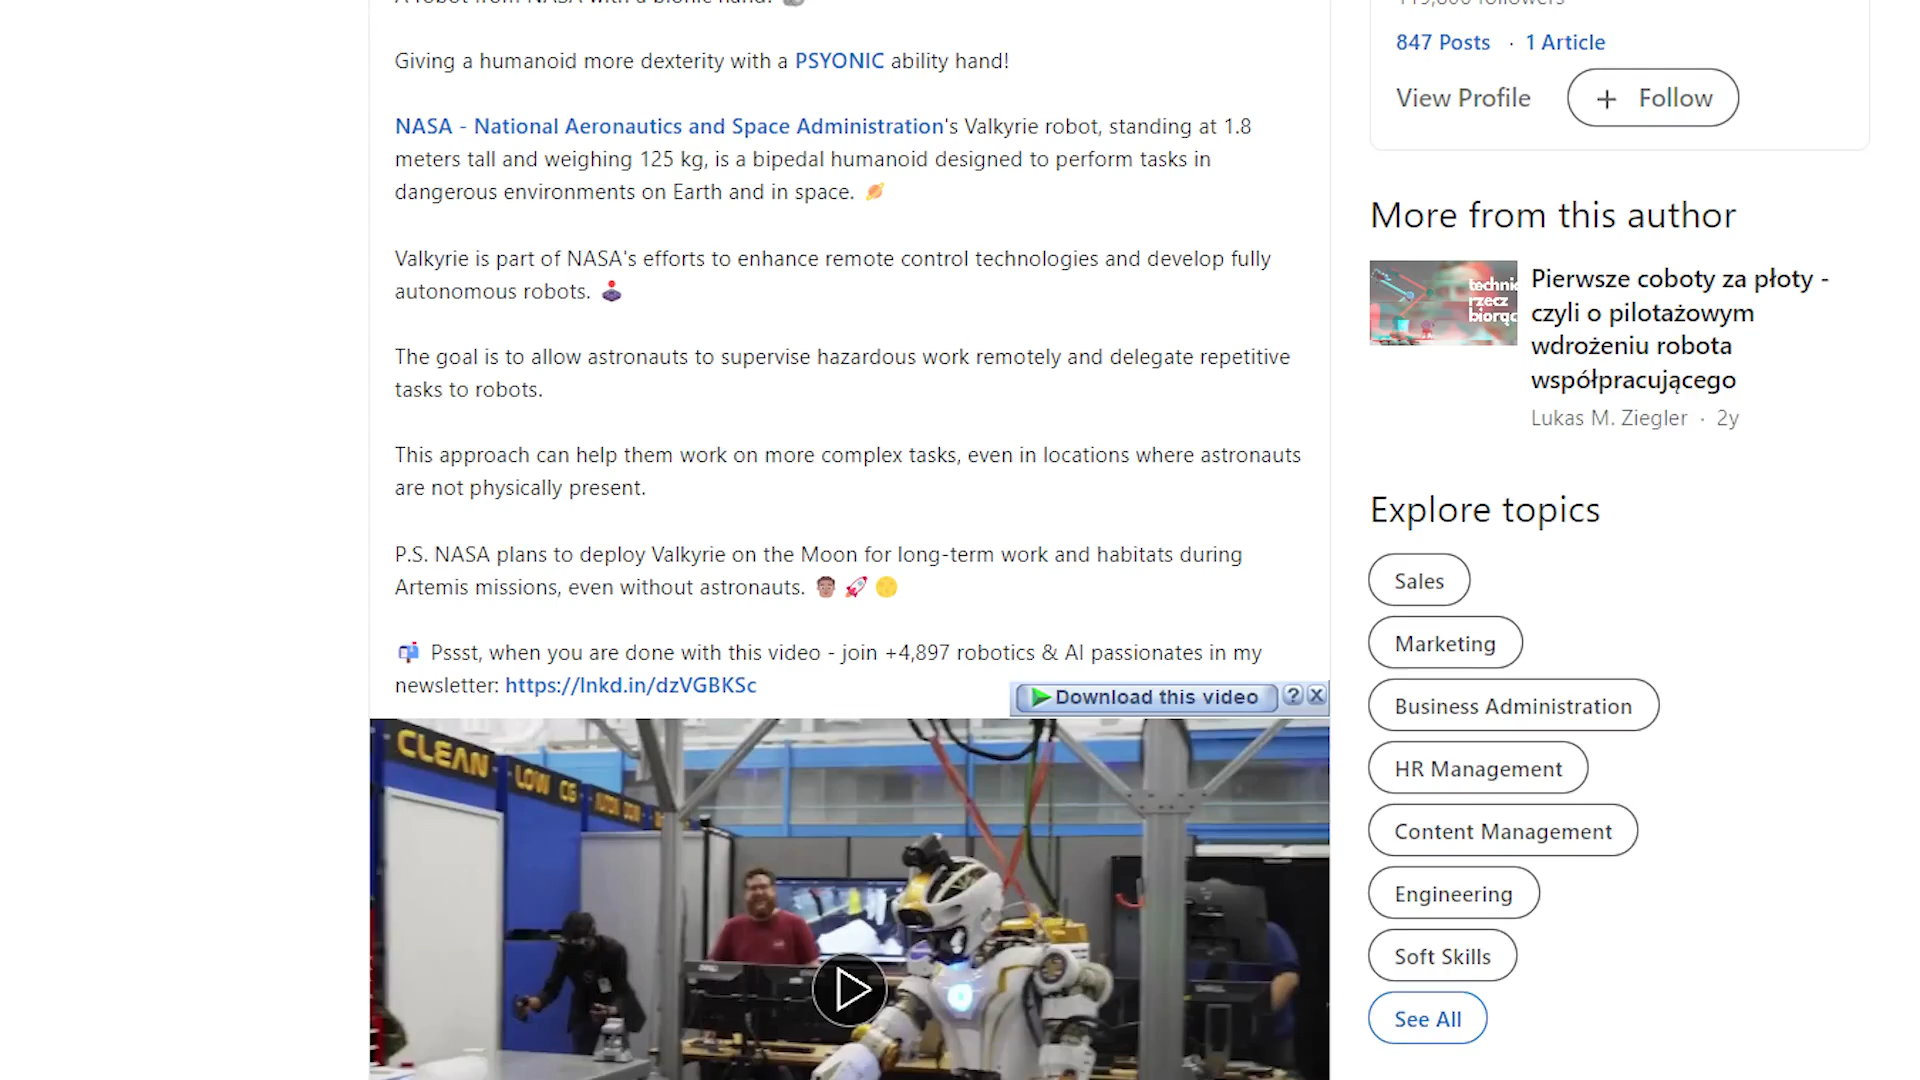 A robot from NASA with a bionic hand!
Giving a humanoid more dexterity with a PSYONIC ability hand!
NASA - National Aeronautics and Space Administration's Valkyrie robot, standing at 1.8
meters tall and weighing 125 kg, is a bipedal humanoid designed to perform tasks in
dangerous environments on Earth and in space. 🪐
Valkyrie is part of NASA's efforts to enhance remote control technologies and develop fully
autonomous robots. 🕹️
The goal is to allow astronauts to supervise hazardous work remotely and delegate repetitive
tasks to robots.
This approach can help them work on more complex tasks, even in locations where astronauts
are not physically present.
P.S. NASA plans to deploy Valkyrie on the Moon for long-term work and habitats during
Artemis missions, even without astronauts. 🚀 🌕
📬 Pssst, when you are done with this video - join +4,897 robotics & AI passionates in my
newsletter: https://lnkd.in/dzVGBKSc
Download this video ? X
CLEAN
LOW CG
847 Posts · 1 Article
View Profile
+ Follow
More from this author
technic
rzecz
biorąc
Pierwsze coboty za płoty -
czyli o pilotażowym
wdrożeniu robota
współpracującego
Lukas M. Ziegler · 2y
Explore topics
Sales
Marketing
Business Administration
HR Management
Content Management
Engineering
Soft Skills
See All